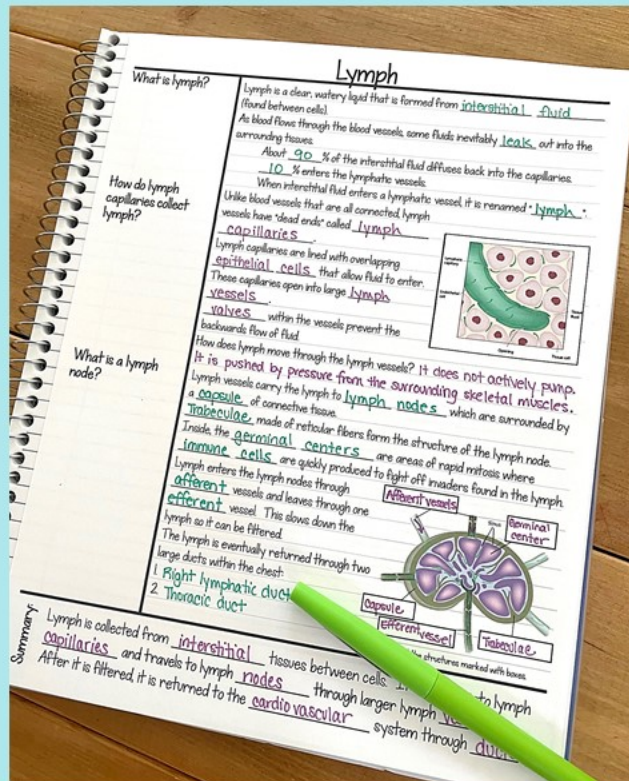 Lymph
What is lymph?
Lymph is a clear, watery liquid that is formed from interstitial fluid
(found between cells).
As blood flows through the blood vessels, some fluids inevitably leak out into the
surrounding tissues.
About 90 % of the interstitial fluid diffuses back into the capillaries.
10 % enters the lymphatic vessels.
When interstitial fluid enters a lymphatic vessel, it is renamed "lymph".
How do lymph
capillaries collect
lymph?
Unlike blood vessels that are all connected, lymph
vessels have "dead ends" called lymph
capillaries.
Lymph capillaries are lined with overlapping
epithelial cells that allow fluid to enter.
These capillaries open into large lymph
vessels.
valves within the vessels prevent the
backwards flow of fluid.
How does lymph move through the lymph vessels? It does not actively pump.
It is pushed by pressure from the surrounding skeletal muscles.
What is a lymph
node?
Lymph vessels carry the lymph to lymph nodes which are surrounded by
a capsule of connective tissue.
Trabeculae made of reticular fibers form the structure of the lymph node.
Inside, the germinal centers are areas of rapid mitosis where
immune cells are quickly produced to fight off invaders found in the lymph.
Lymph enters the lymph nodes through
afferent vessels and leaves through one
efferent vessel. This slows down the
lymph so it can be filtered.
The lymph is eventually returned through two
large ducts within the chest:
1. Right lymphatic duct
2. Thoracic duct
Afferent vessels
Sinus
Germinal
center
Capsule
Efferent vessel
Trabeculae
the structures marked with boxes.
Summary:
Lymph is collected from interstitial tissues between cells. to lymph
capillaries and travels to lymph nodes through larger lymph
After it is filtered, it is returned to the cardiovascular system through